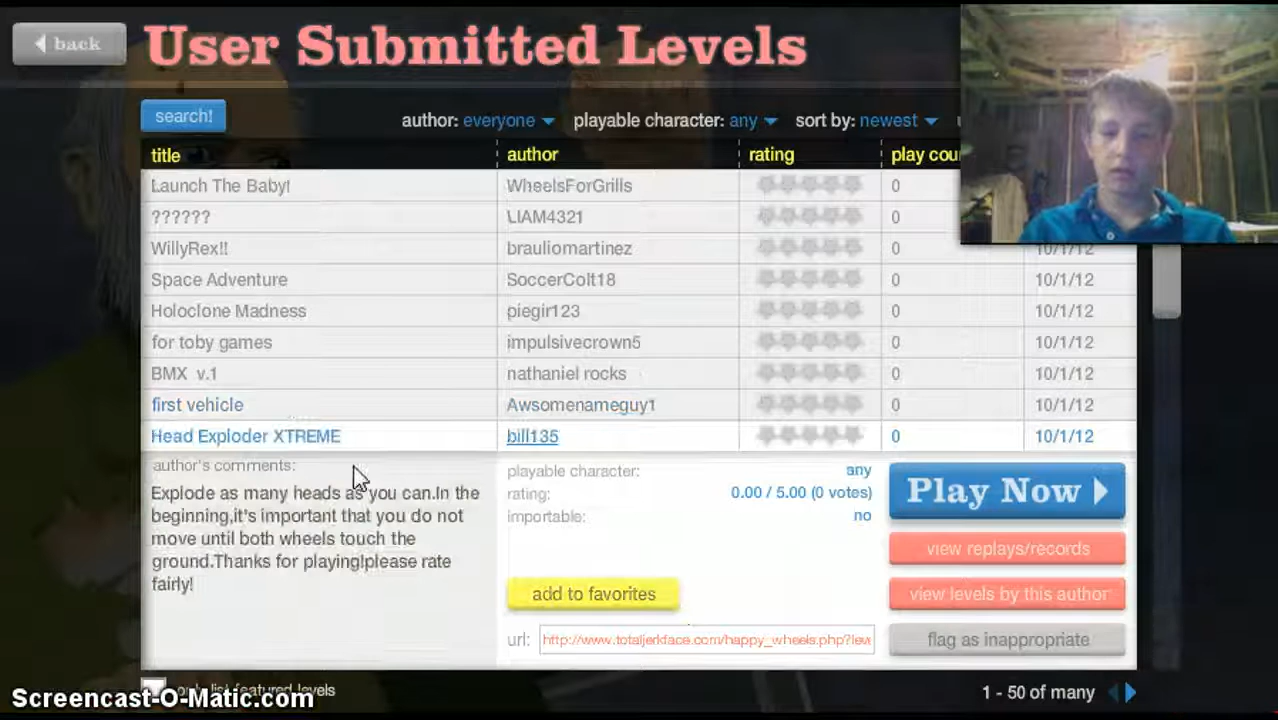 back
User Submitted Levels
search!
author: everyone playable character: any sort by: newest
title author rating play cou
Launch The Baby! WheelsForGrills 0
?????? LIAM4321 0
WillyRex!! brauliomartinez 0 10/1/12
Space Adventure SoccerColt18 0 10/1/12
Holoclone Madness piegir123 0 10/1/12
for toby games impulsivecrown5 0 10/1/12
BMX v.1 nathaniel rocks 0 10/1/12
first vehicle Awsomenameguy1 0 10/1/12
Head Exploder XTREME bill135 0 10/1/12
author's comments:
Explode as many heads as you can.In the
beginning,it's important that you do not
move until both wheels touch the
ground.Thanks for playing!please rate
fairly!
playable character: any
rating: 0.00 / 5.00 (0 votes)
importable: no
add to favorites
url: http://www.totaljerkface.com/happy_wheels.php?lev
Play Now
view replays/records
view levels by this author
flag as inappropriate
only list featured levels
1 - 50 of many
Screencast-O-Matic.com